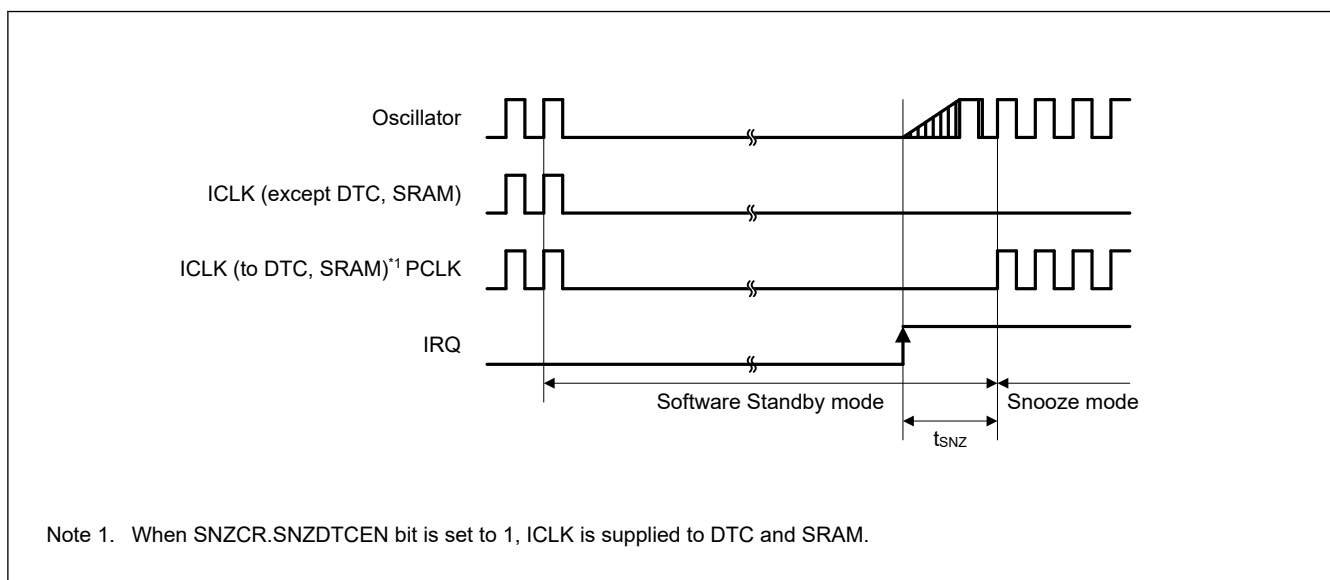 Oscillator
ICLK (except DTC, SRAM)
ICLK (to DTC, SRAM)*1 PCLK
IRQ
Software Standby mode
Snooze mode
tSNZ
Note 1. When SNZCR.SNZDTCEN bit is set to 1, ICLK is supplied to DTC and SRAM.